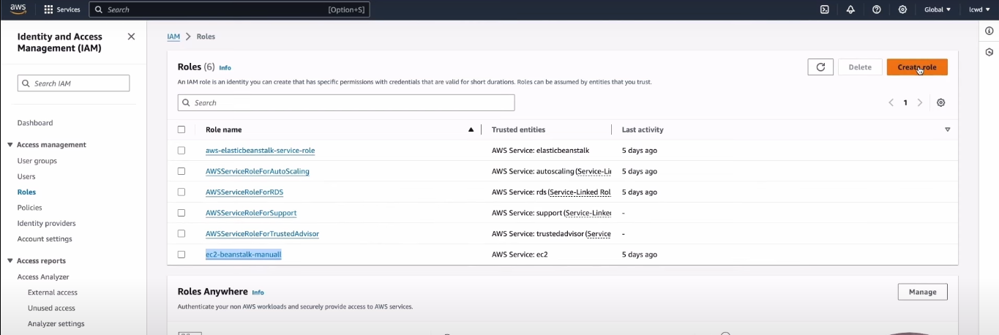 aws
Services
Search
[Option+S]
Global
lcwd
Identity and Access
Management (IAM)
Search IAM
Dashboard
Access management
User groups
Users
Roles
Policies
Identity providers
Account settings
Access reports
Access Analyzer
External access
Unused access
Analyzer settings
IAM > Roles
Roles (6) Info
Delete
Create role
An IAM role is an identity you can create that has specific permissions with credentials that are valid for short durations. Roles can be assumed by entities that you trust.
Search
1
Role name Trusted entities Last activity
aws-elasticbeanstalk-service-role AWS Service: elasticbeanstalk 5 days ago
AWSServiceRoleForAutoScaling AWS Service: autoscaling (Service-Li 5 days ago
AWSServiceRoleForRDS AWS Service: rds (Service-Linked Rol 5 days ago
AWSServiceRoleForSupport AWS Service: support (Service-Linked -
AWSServiceRoleForTrustedAdvisor AWS Service: trustedadvisor (Service -
ec2-beanstalk-manuall AWS Service: ec2 5 days ago
Roles Anywhere Info
Manage
Authenticate your non AWS workloads and securely provide access to AWS services.